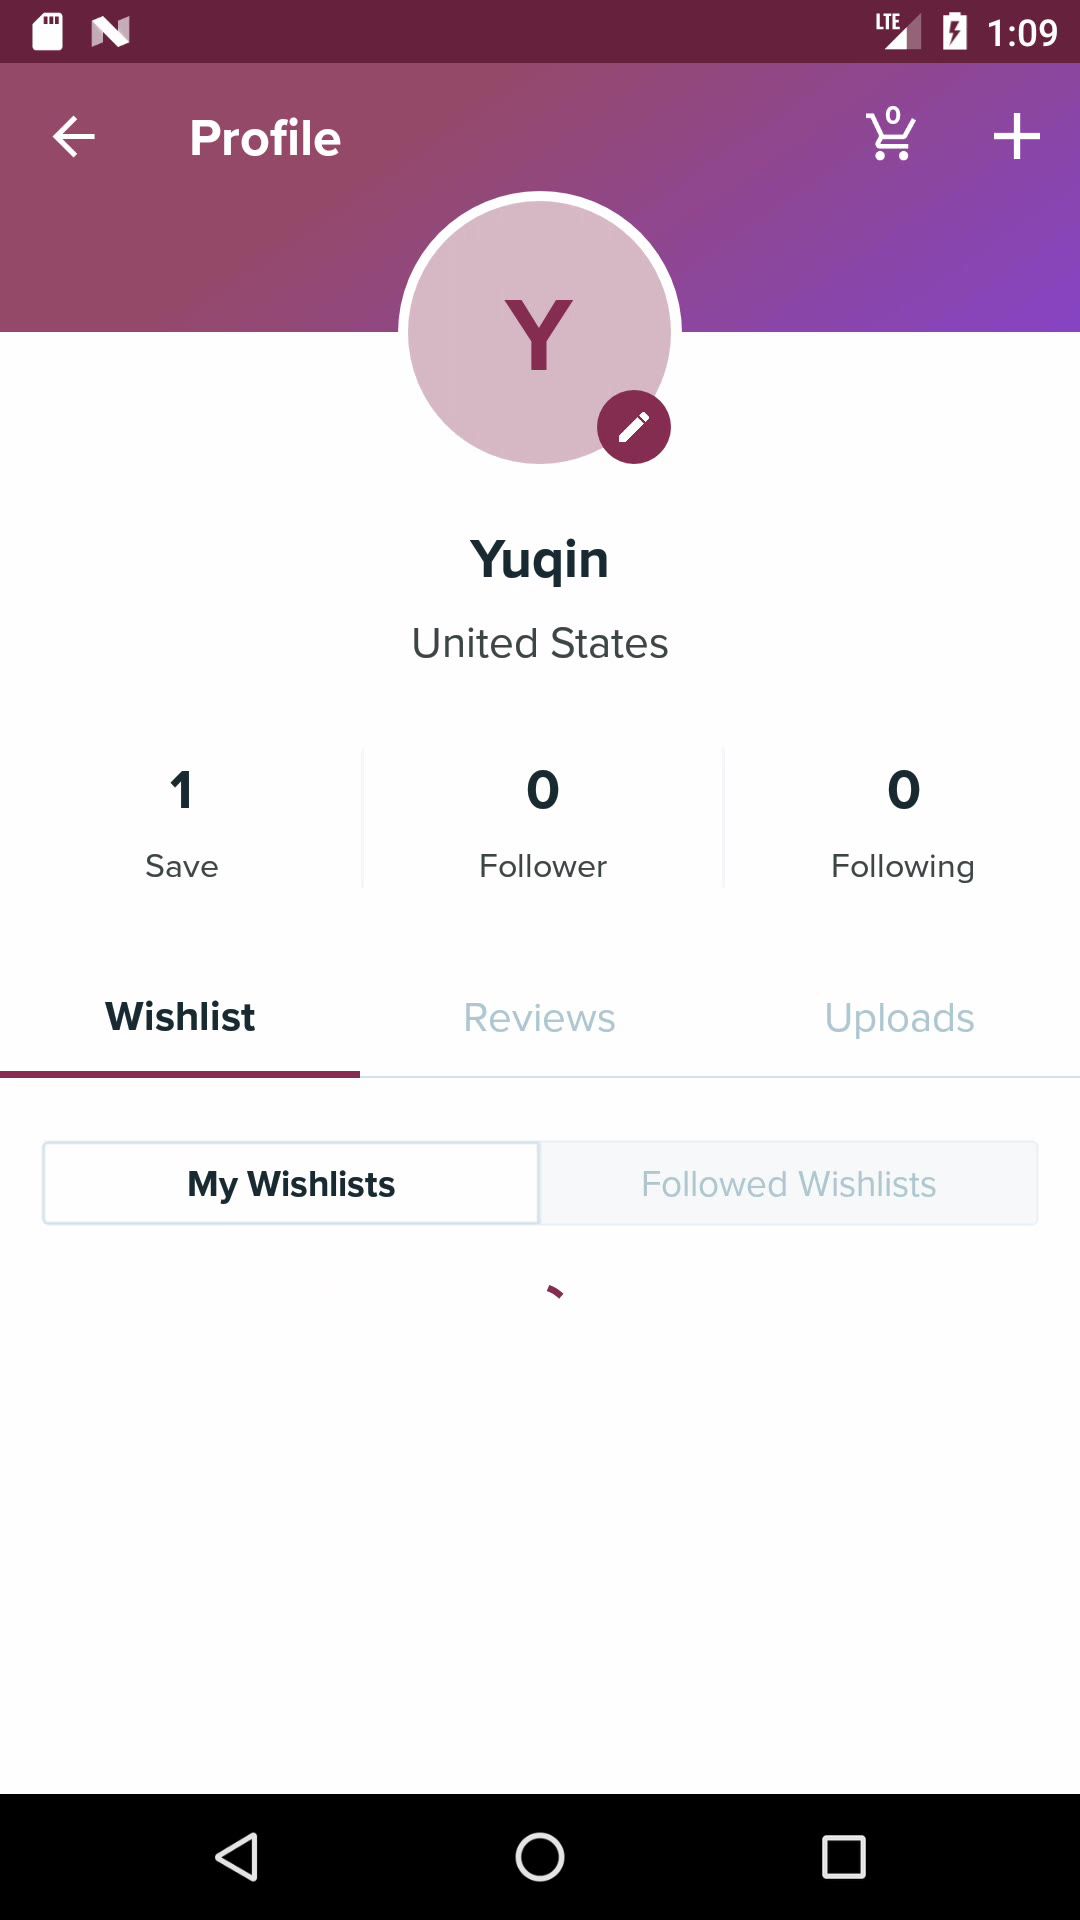 LTE 1:09
Profile 0
Y
Yuqin
United States
1 0 0
Save Follower Following
Wishlist Reviews Uploads
My Wishlists Followed Wishlists